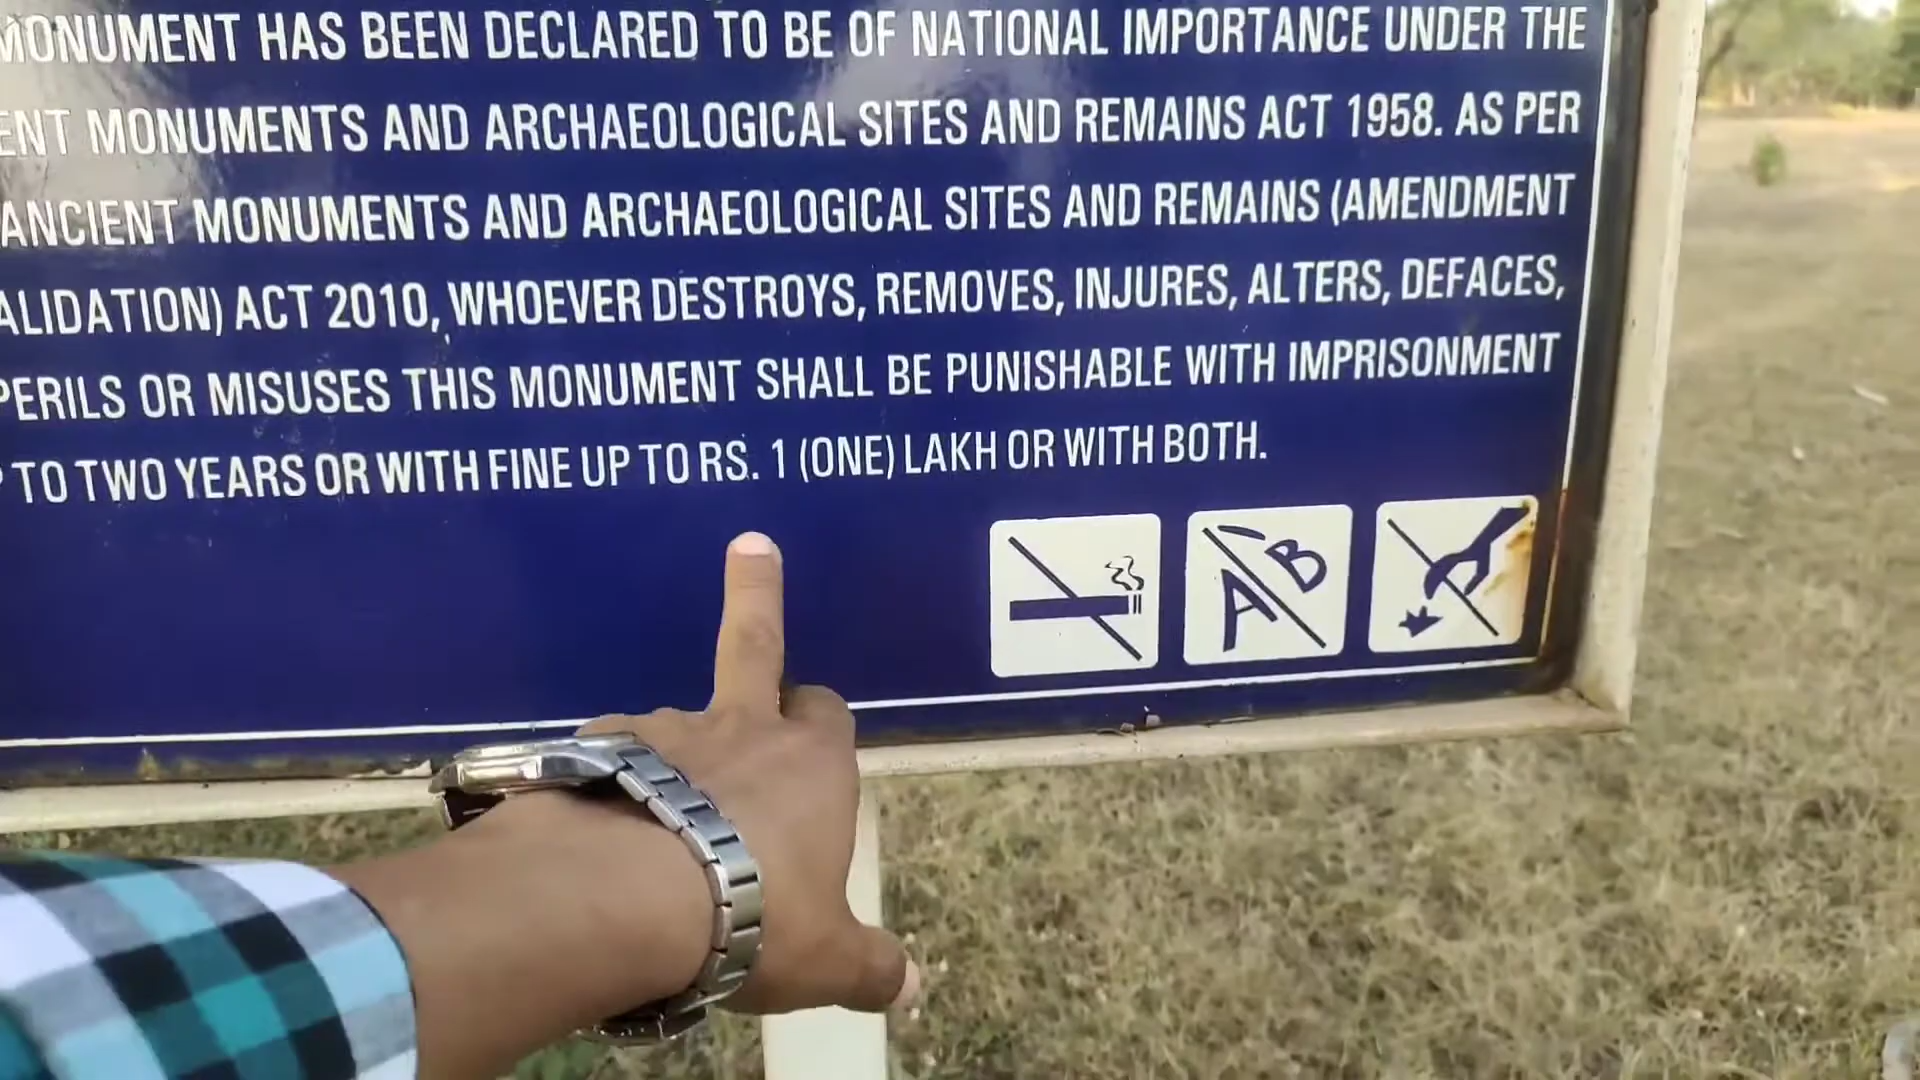 MONUMENT HAS BEEN DECLARED TO BE OF NATIONAL IMPORTANCE UNDER THE
ENT MONUMENTS AND ARCHAEOLOGICAL SITES AND REMAINS ACT 1958. AS PER
ANCIENT MONUMENTS AND ARCHAEOLOGICAL SITES AND REMAINS (AMENDMENT
ALIDATION) ACT 2010, WHOEVER DESTROYS, REMOVES, INJURES, ALTERS, DEFACES,
PERILS OR MISUSES THIS MONUMENT SHALL BE PUNISHABLE WITH IMPRISONMENT
TO TWO YEARS OR WITH FINE UP TO RS. 1 (ONE) LAKH OR WITH BOTH.
A B